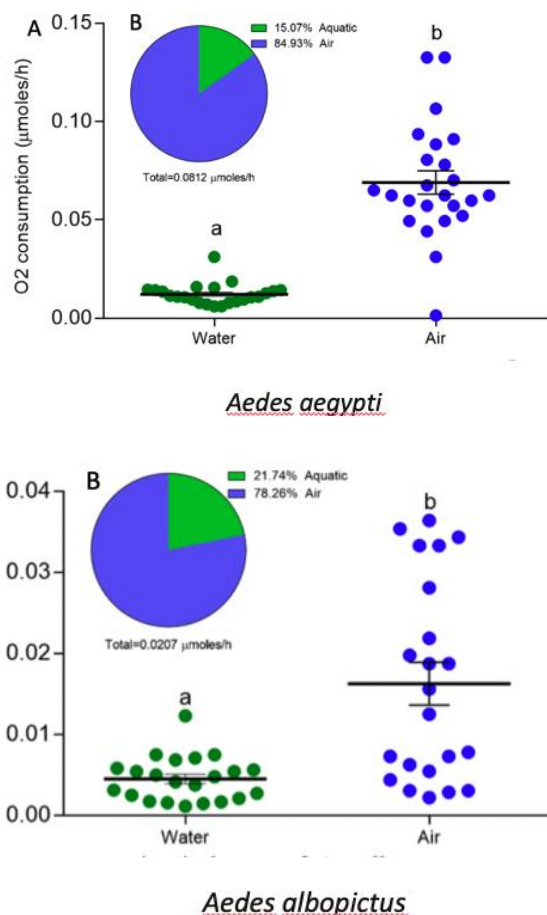 A
B
15.07% Aquatic
84.93% Air
Total=0.0812 μmoles/h
O2 consumption (μmoles/h)
0.15
0.10
0.05
0.00
a
b
Water
Air
Aedes aegypti
B
21.74% Aquatic
78.26% Air
Total=0.0207 μmoles/h
0.04
0.03
0.02
0.01
0.00
a
b
Water
Air
Aedes albopictus